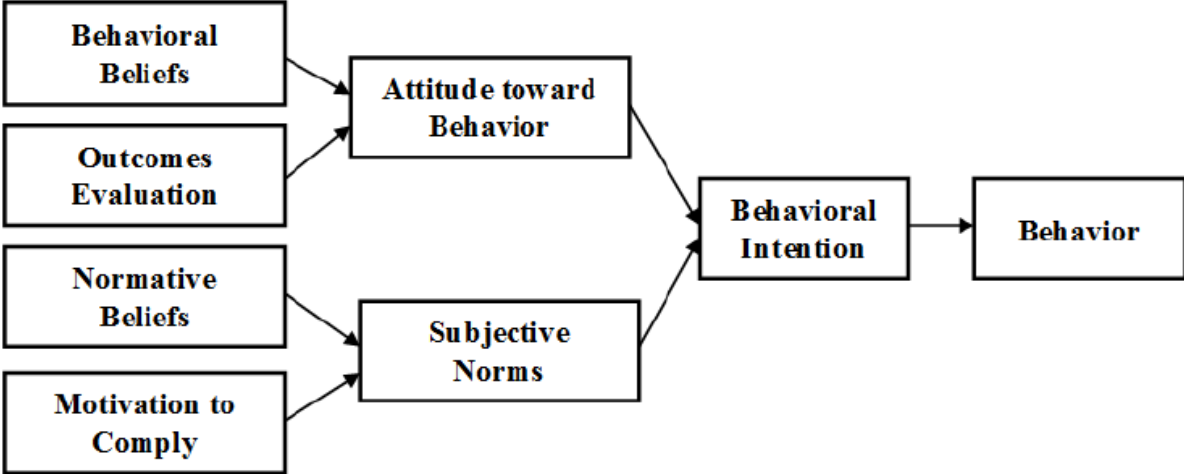 Behavioral
Beliefs
Outcomes
Evaluation
Normative
Beliefs
Motivation to
Comply
Attitude toward
Behavior
Subjective
Norms
Behavioral
Intention
Behavior